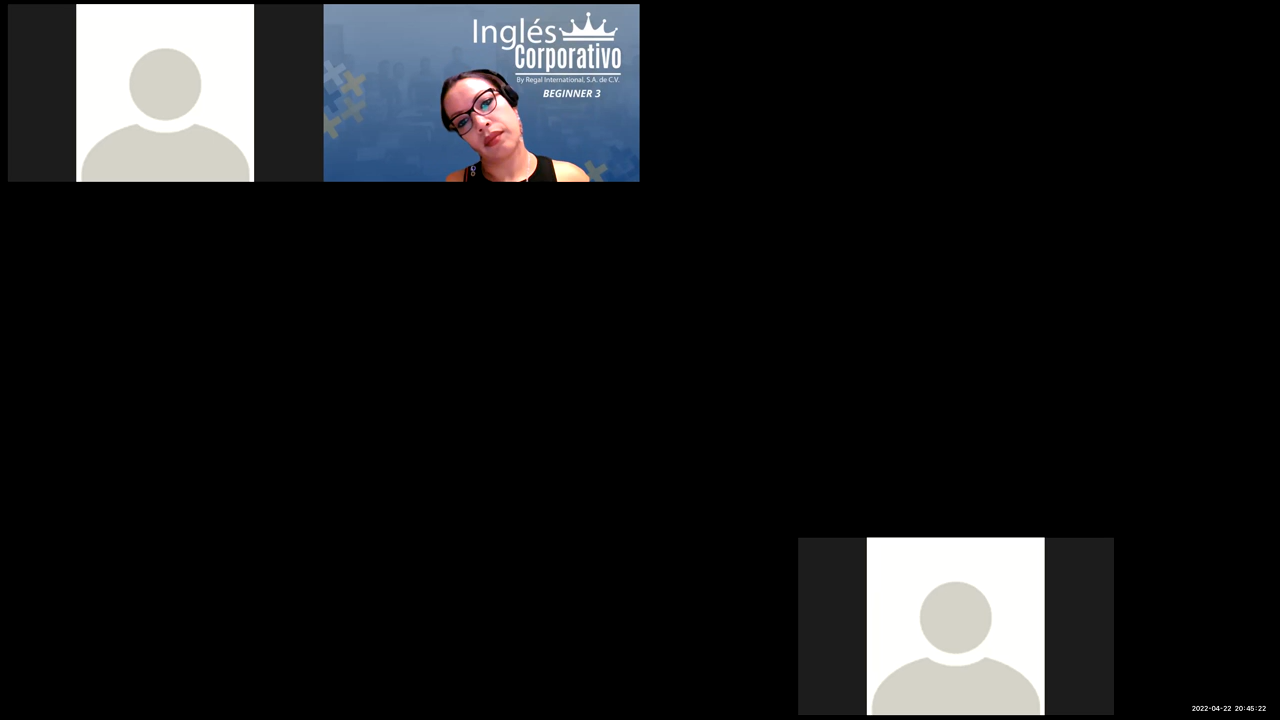 Inglés
Corporativo
By Regal International, S.A. de C.V.
BEGINNER 3
2022-04-22 20:45:22